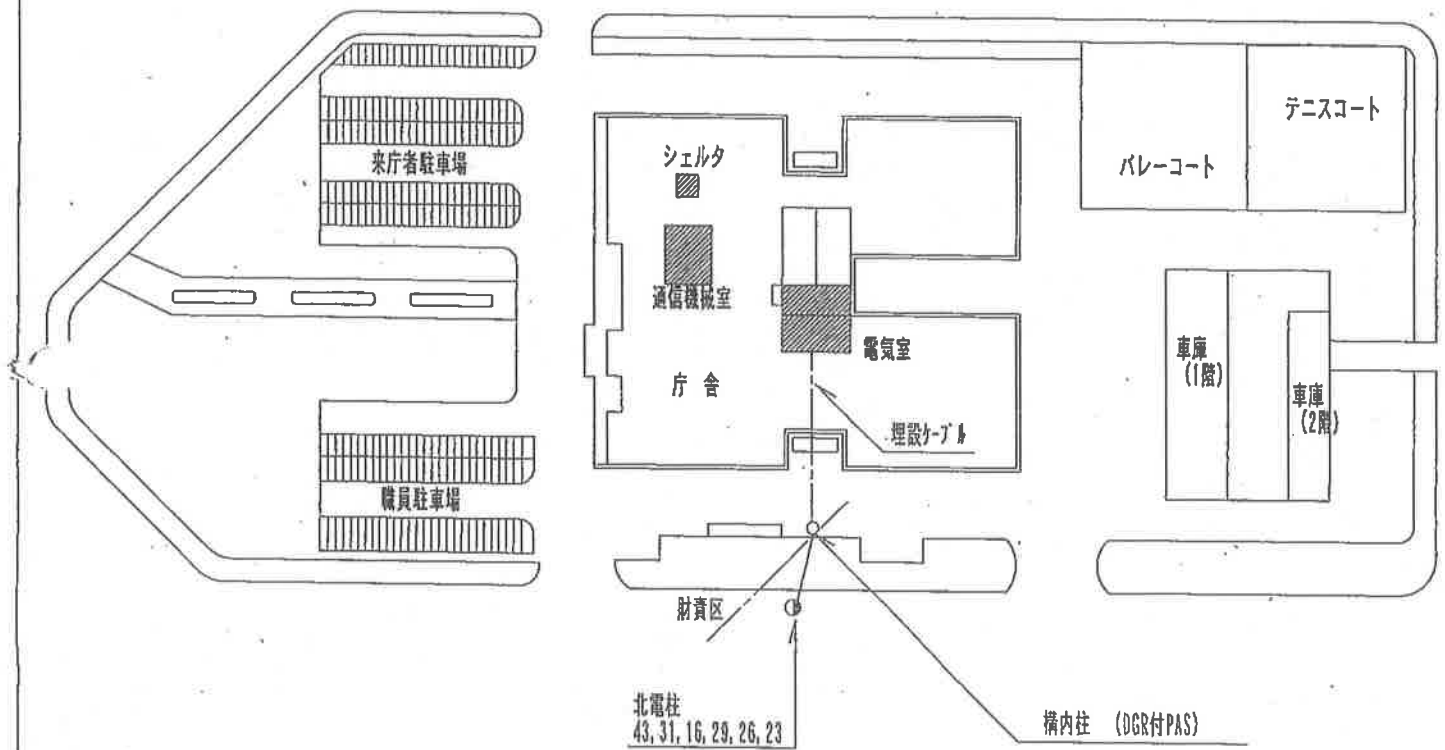 テニスコート
シェルタ
来庁者駐車場
バレーコート
通信機械室
電気室
車庫
(1階)
庁 舎
車庫
(2階)
埋設ケーブル
職員駐車場
財責区
北電柱
43, 31, 16, 29, 26, 23
構内柱 (DGR付PAS)